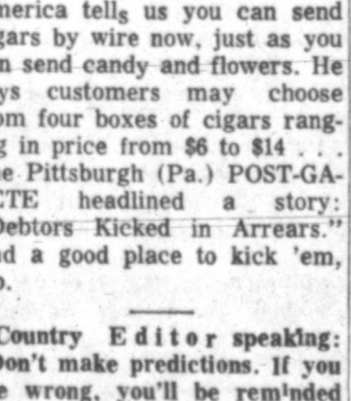 merica tells us you can send
gars by wire now, just as you
n send candy and flowers. He
ys customers may choose
om four boxes of cigars rang-
g in price from $6 to $14 . . .
e Pittsburgh (Pa.) POST-GA-
ETTE headlined a story:
Debtors Kicked in Arrears."
d a good place to kick 'em,
o.
Country Editor speaking:
Don't make predictions. If you
e wrong, you'll be reminded